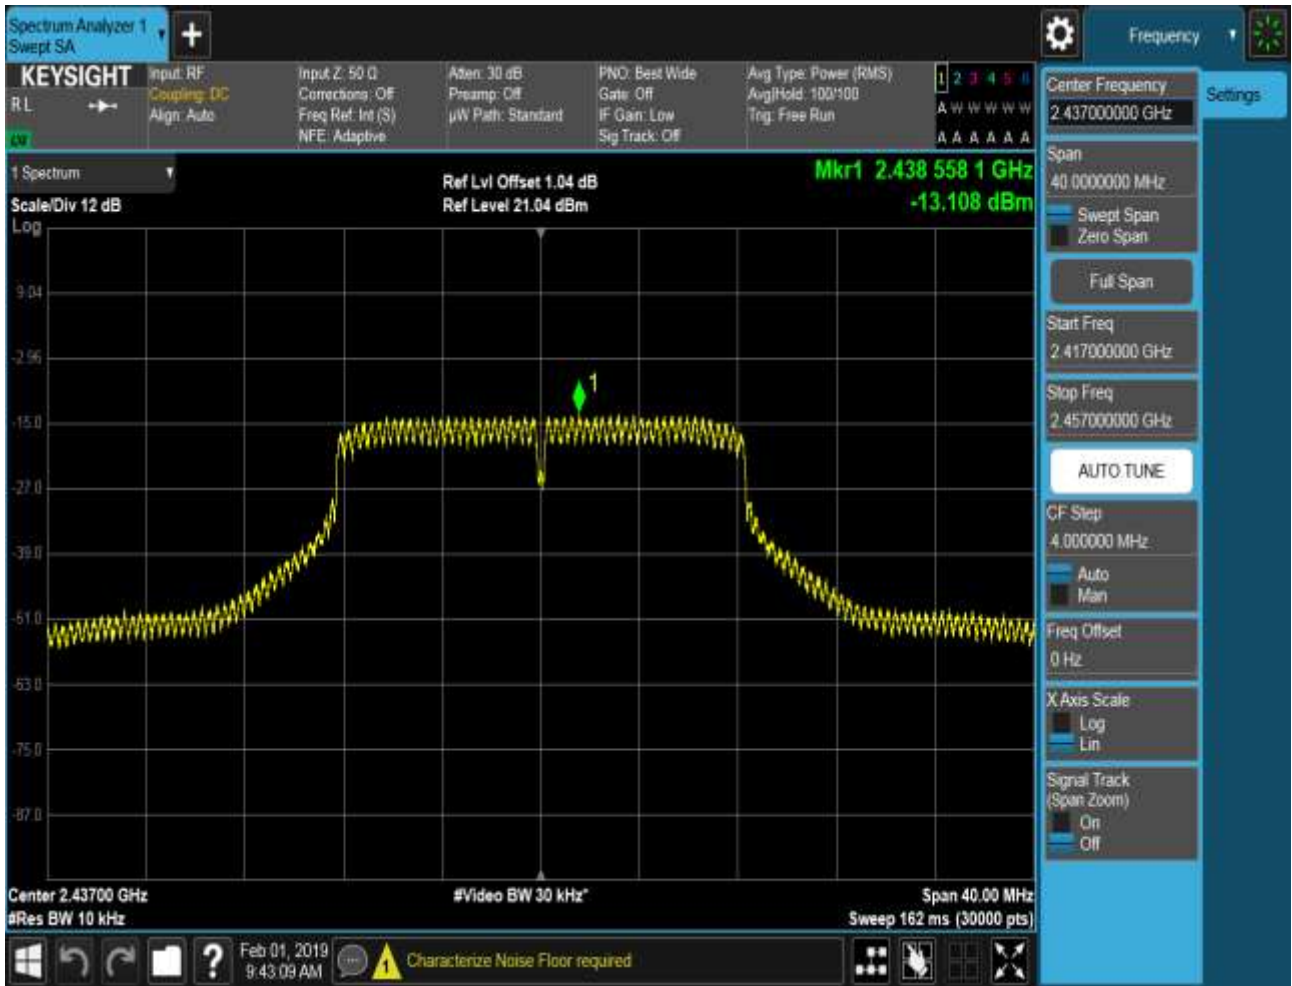 Spectrum Analyzer 1
Swept SA
+
Frequency
KEYSIGHT
R L
Input: RF
Coupling: DC
Align: Auto
Input Z: 50 Ω
Corrections: Off
Freq Ref: Int (S)
NFE: Adaptive
Atten: 30 dB
Preamp: Off
µW Path: Standard
PNO: Best Wide
Gate: Off
IF Gain: Low
Sig Track: Off
Avg Type: Power (RMS)
Avg|Hold: 100/100
Trig: Free Run
1 2 3 4 5 6
A W W W W W
A A A A A A
1 Spectrum
Scale/Div 12 dB
Ref Lvl Offset 1.04 dB
Ref Level 21.04 dBm
Mkr1 2.438 558 1 GHz
-13.108 dBm
Log
9.04
-2.96
-15.0
-27.0
-39.0
-51.0
-63.0
-75.0
-87.0
1
Center 2.43700 GHz
#Res BW 10 kHz
#Video BW 30 kHz*
Span 40.00 MHz
Sweep 162 ms (30000 pts)
Center Frequency
2.437000000 GHz
Settings
Span
40.0000000 MHz
Swept Span
Zero Span
Full Span
Start Freq
2.417000000 GHz
Stop Freq
2.457000000 GHz
AUTO TUNE
CF Step
4.000000 MHz
Auto
Man
Freq Offset
0 Hz
X Axis Scale
Log
Lin
Signal Track
(Span Zoom)
On
Off
?
Feb 01, 2019
9:43:09 AM
1
Characterize Noise Floor required